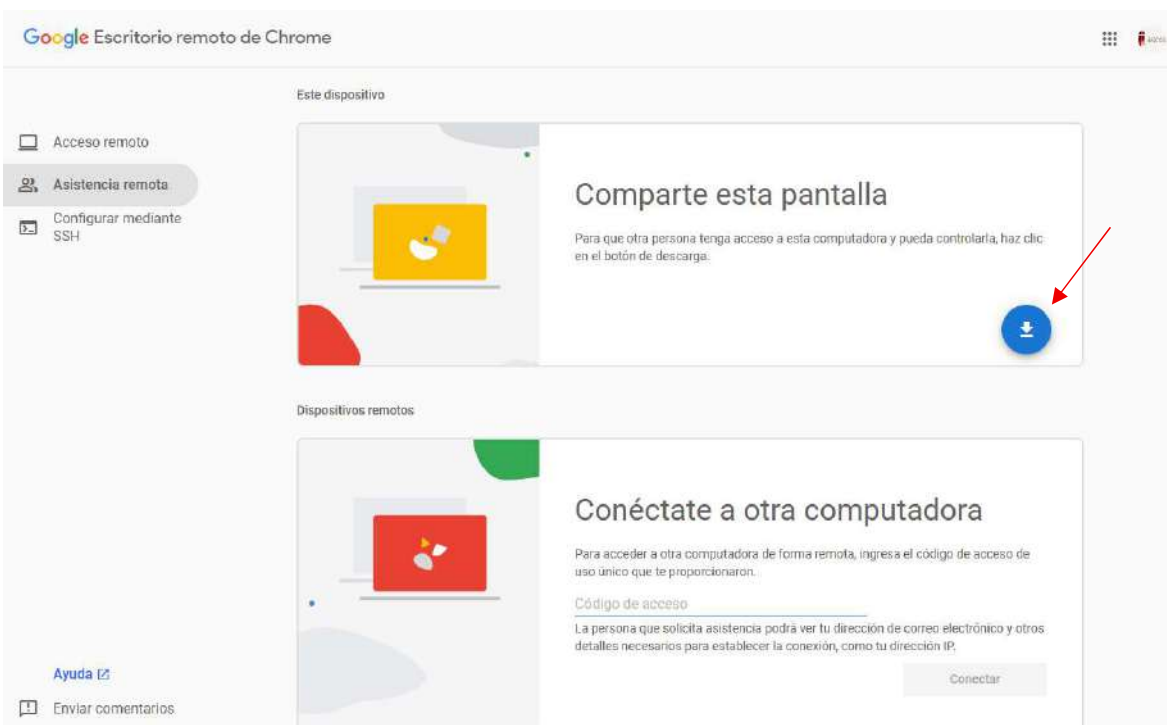 Google Escritorio remoto de Chrome
Este dispositivo
Acceso remoto
Asistencia remota
Configurar mediante
SSH
Comparte esta pantalla
Para que otra persona tenga acceso a esta computadora y pueda controlarla, haz clic
en el botón de descarga.
Dispositivos remotos
Conéctate a otra computadora
Para acceder a otra computadora de forma remota, ingresa el código de acceso de
uso único que te proporcionaron.
Código de acceso
La persona que solicita asistencia podrá ver tu dirección de correo electrónico y otros
detalles necesarios para establecer la conexión, como tu dirección IP.
Conectar
Ayuda
Enviar comentarios